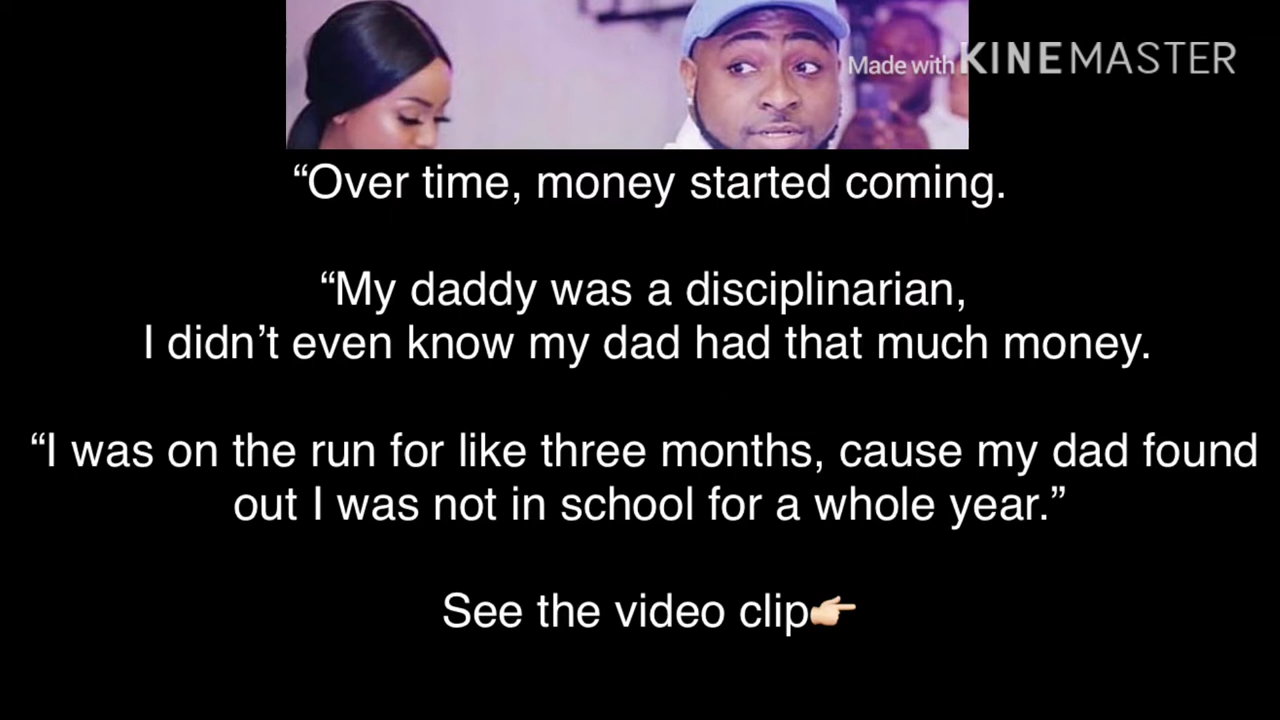 Made with KINEMASTER
“Over time, money started coming.
“My daddy was a disciplinarian,
I didn’t even know my dad had that much money.
“I was on the run for like three months, cause my dad found
out I was not in school for a whole year.”
See the video clip👉🏻